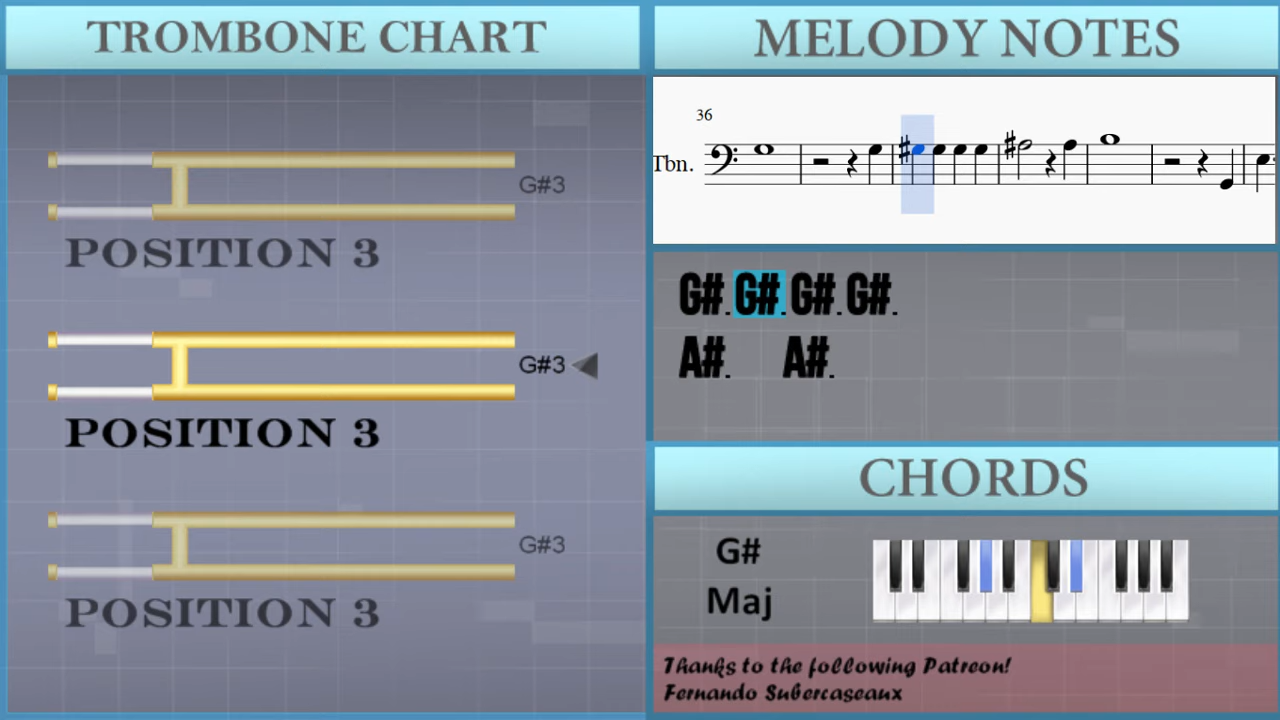 TROMBONE CHART
G#3
POSITION 3
G#3
POSITION 3
G#3
POSITION 3
MELODY NOTES
36
Tbn.
G#. G#. G#. G#.
A#. A#.
CHORDS
G#
Maj
Thanks to the following Patreon!
Fernando Subercaseaux